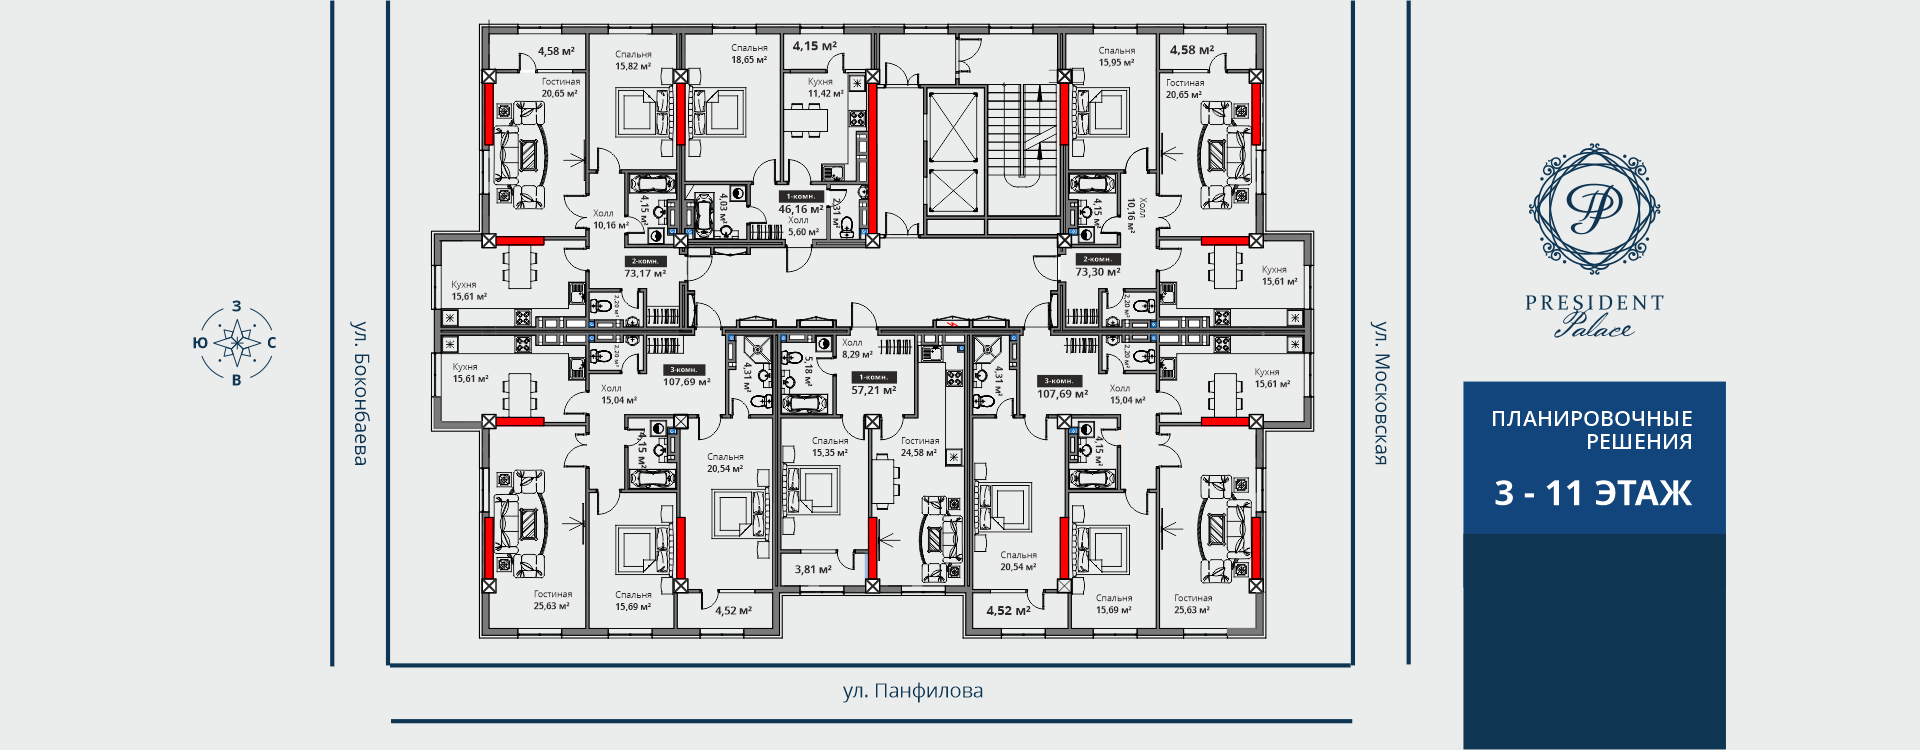 4,58 м²
Спальня
15,82 м²
Гостиная
20,65 м²
Спальня
18,65 м²
4,15 м²
Кухня
11,42 м²
Спальня
15,95 м²
4,58 м²
Гостиная
20,65 м²
4,15 м²
Холл
10,16 м²
4,03 м²
1-комн.
46,16 м²
Холл
5,60 м²
2,31 м²
4,15 м²
Холл
10,16 м²
2-комн.
73,17 м²
Кухня
15,61 м²
2,20 м²
2-комн.
73,30 м²
Кухня
15,61 м²
2,20 м²
Кухня
15,61 м²
2,20 м²
Холл
15,04 м²
3-комн.
107,69 м²
4,31 м²
5,18 м²
Холл
8,29 м²
1-комн.
57,21 м²
4,31 м²
3-комн.
107,69 м²
Холл
15,04 м²
2,20 м²
Кухня
15,61 м²
4,15 м²
Спальня
20,54 м²
Спальня
15,35 м²
Гостиная
24,58 м²
4,15 м²
Спальня
20,54 м²
3,81 м²
Гостиная
25,63 м²
Спальня
15,69 м²
4,52 м²
4,52 м²
Спальня
15,69 м²
Гостиная
25,63 м²
З
Ю
С
В
ул. Боконбаева
ул. Московская
ул. Панфилова
PRESIDENT
Palace
ПЛАНИРОВОЧНЫЕ
РЕШЕНИЯ
3 - 11 ЭТАЖ